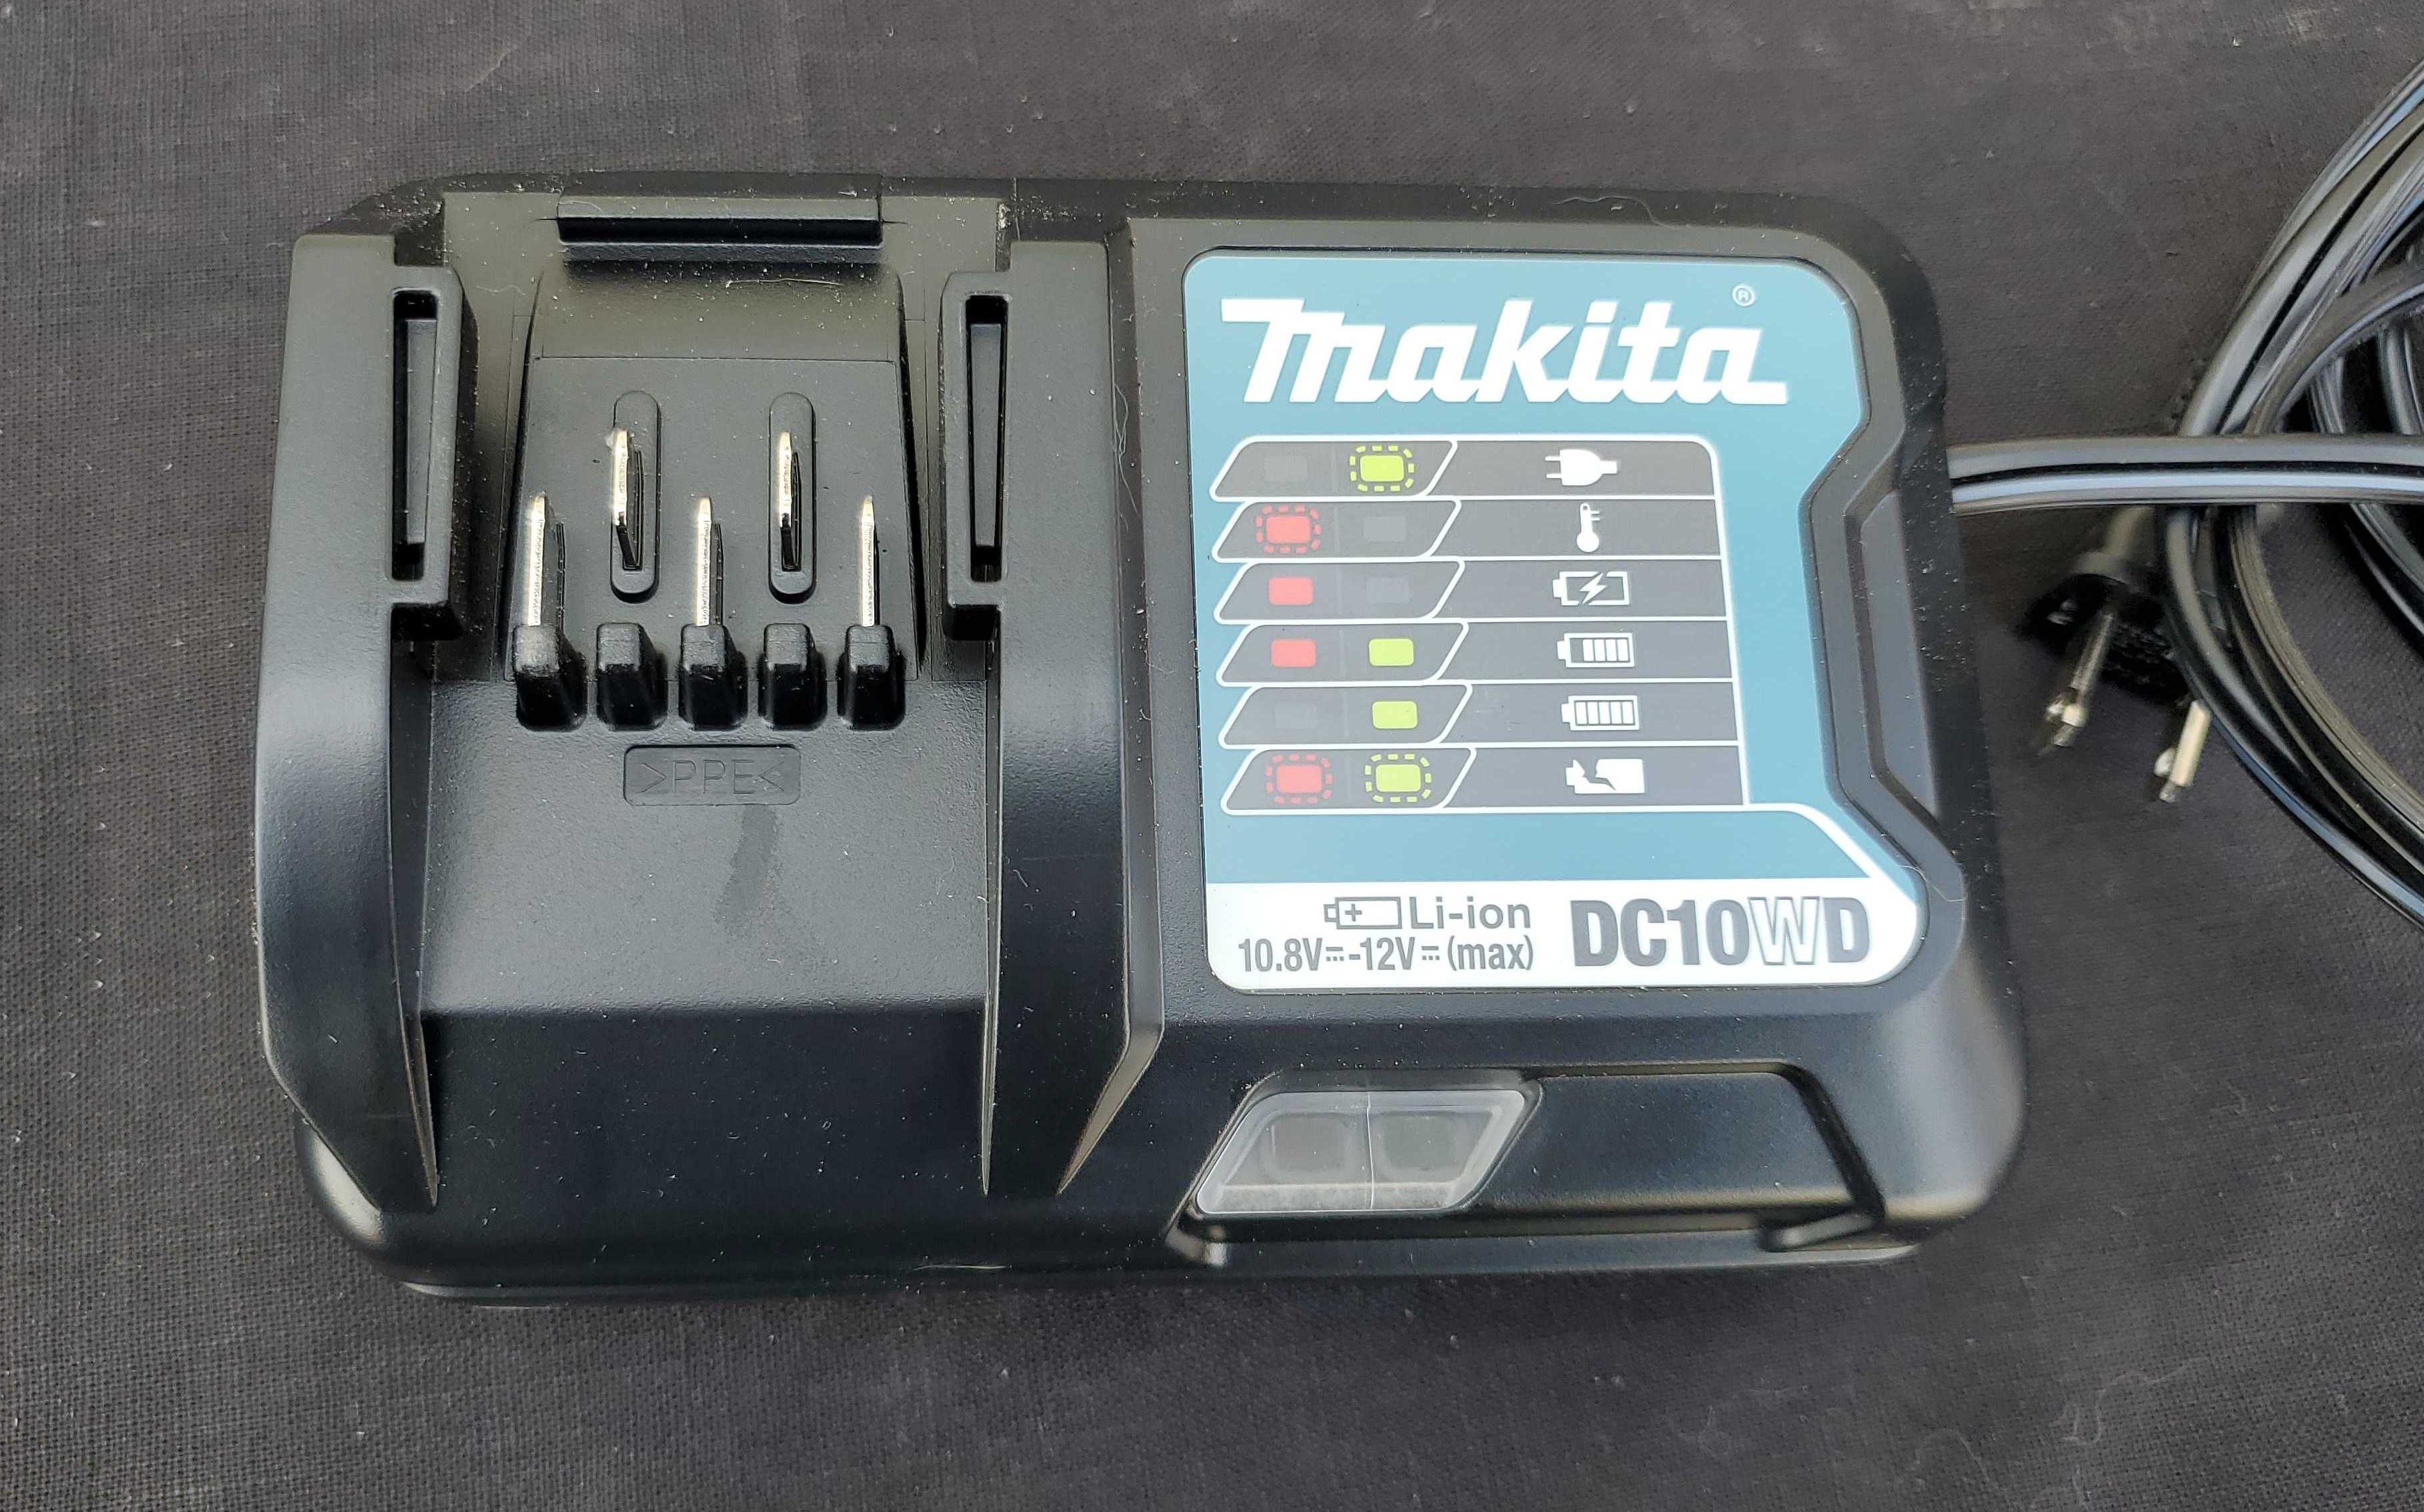 makita®
>PPE<
Li-ion
10.8V⎓-12V⎓(max)
DC10WD